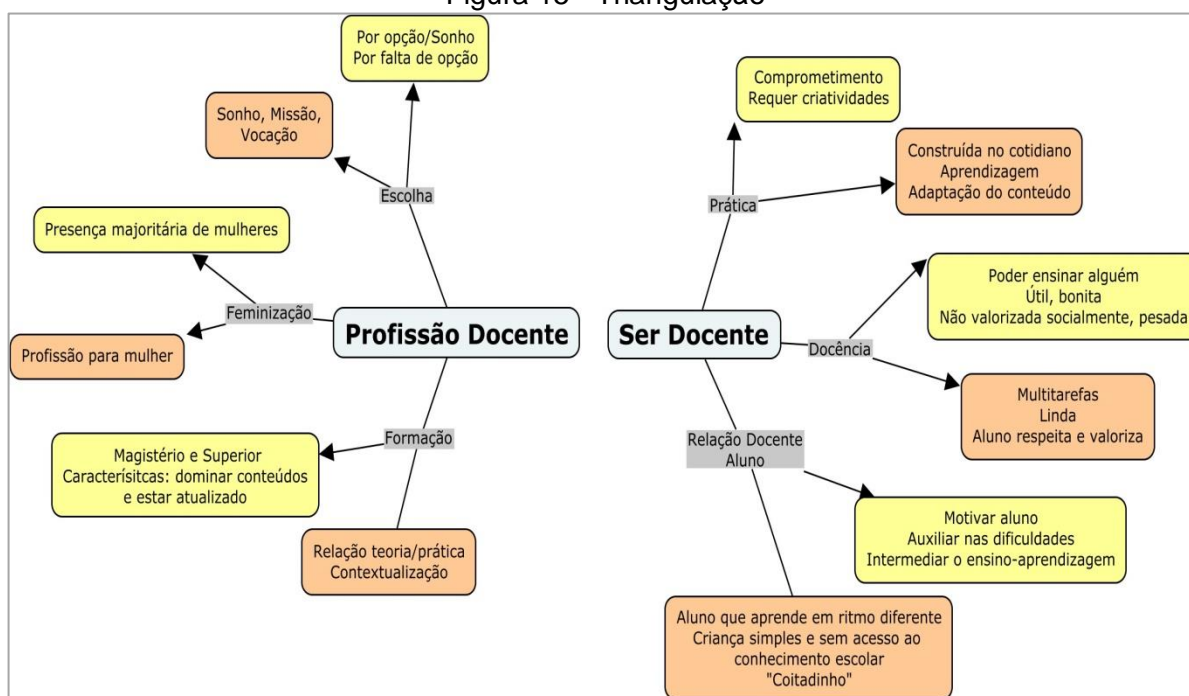 Figura 18 - Triangulação
Por opção/Sonho
Por falta de opção
Sonho, Missão,
Vocação
Escolha
Presença majoritária de mulheres
Feminização
Profissão para mulher
Profissão Docente
Formação
Magistério e Superior
Caracterísitcas: dominar conteúdos
e estar atualizado
Relação teoria/prática
Contextualização
Comprometimento
Requer criatividades
Construída no cotidiano
Aprendizagem
Adaptação do conteúdo
Prática
Poder ensinar alguém
Útil, bonita
Não valorizada socialmente, pesada
Ser Docente
Docência
Multitarefas
Linda
Aluno respeita e valoriza
Relação Docente
Aluno
Motivar aluno
Auxiliar nas dificuldades
Intermediar o ensino-aprendizagem
Aluno que aprende em ritmo diferente
Criança simples e sem acesso ao
conhecimento escolar
"Coitadinho"